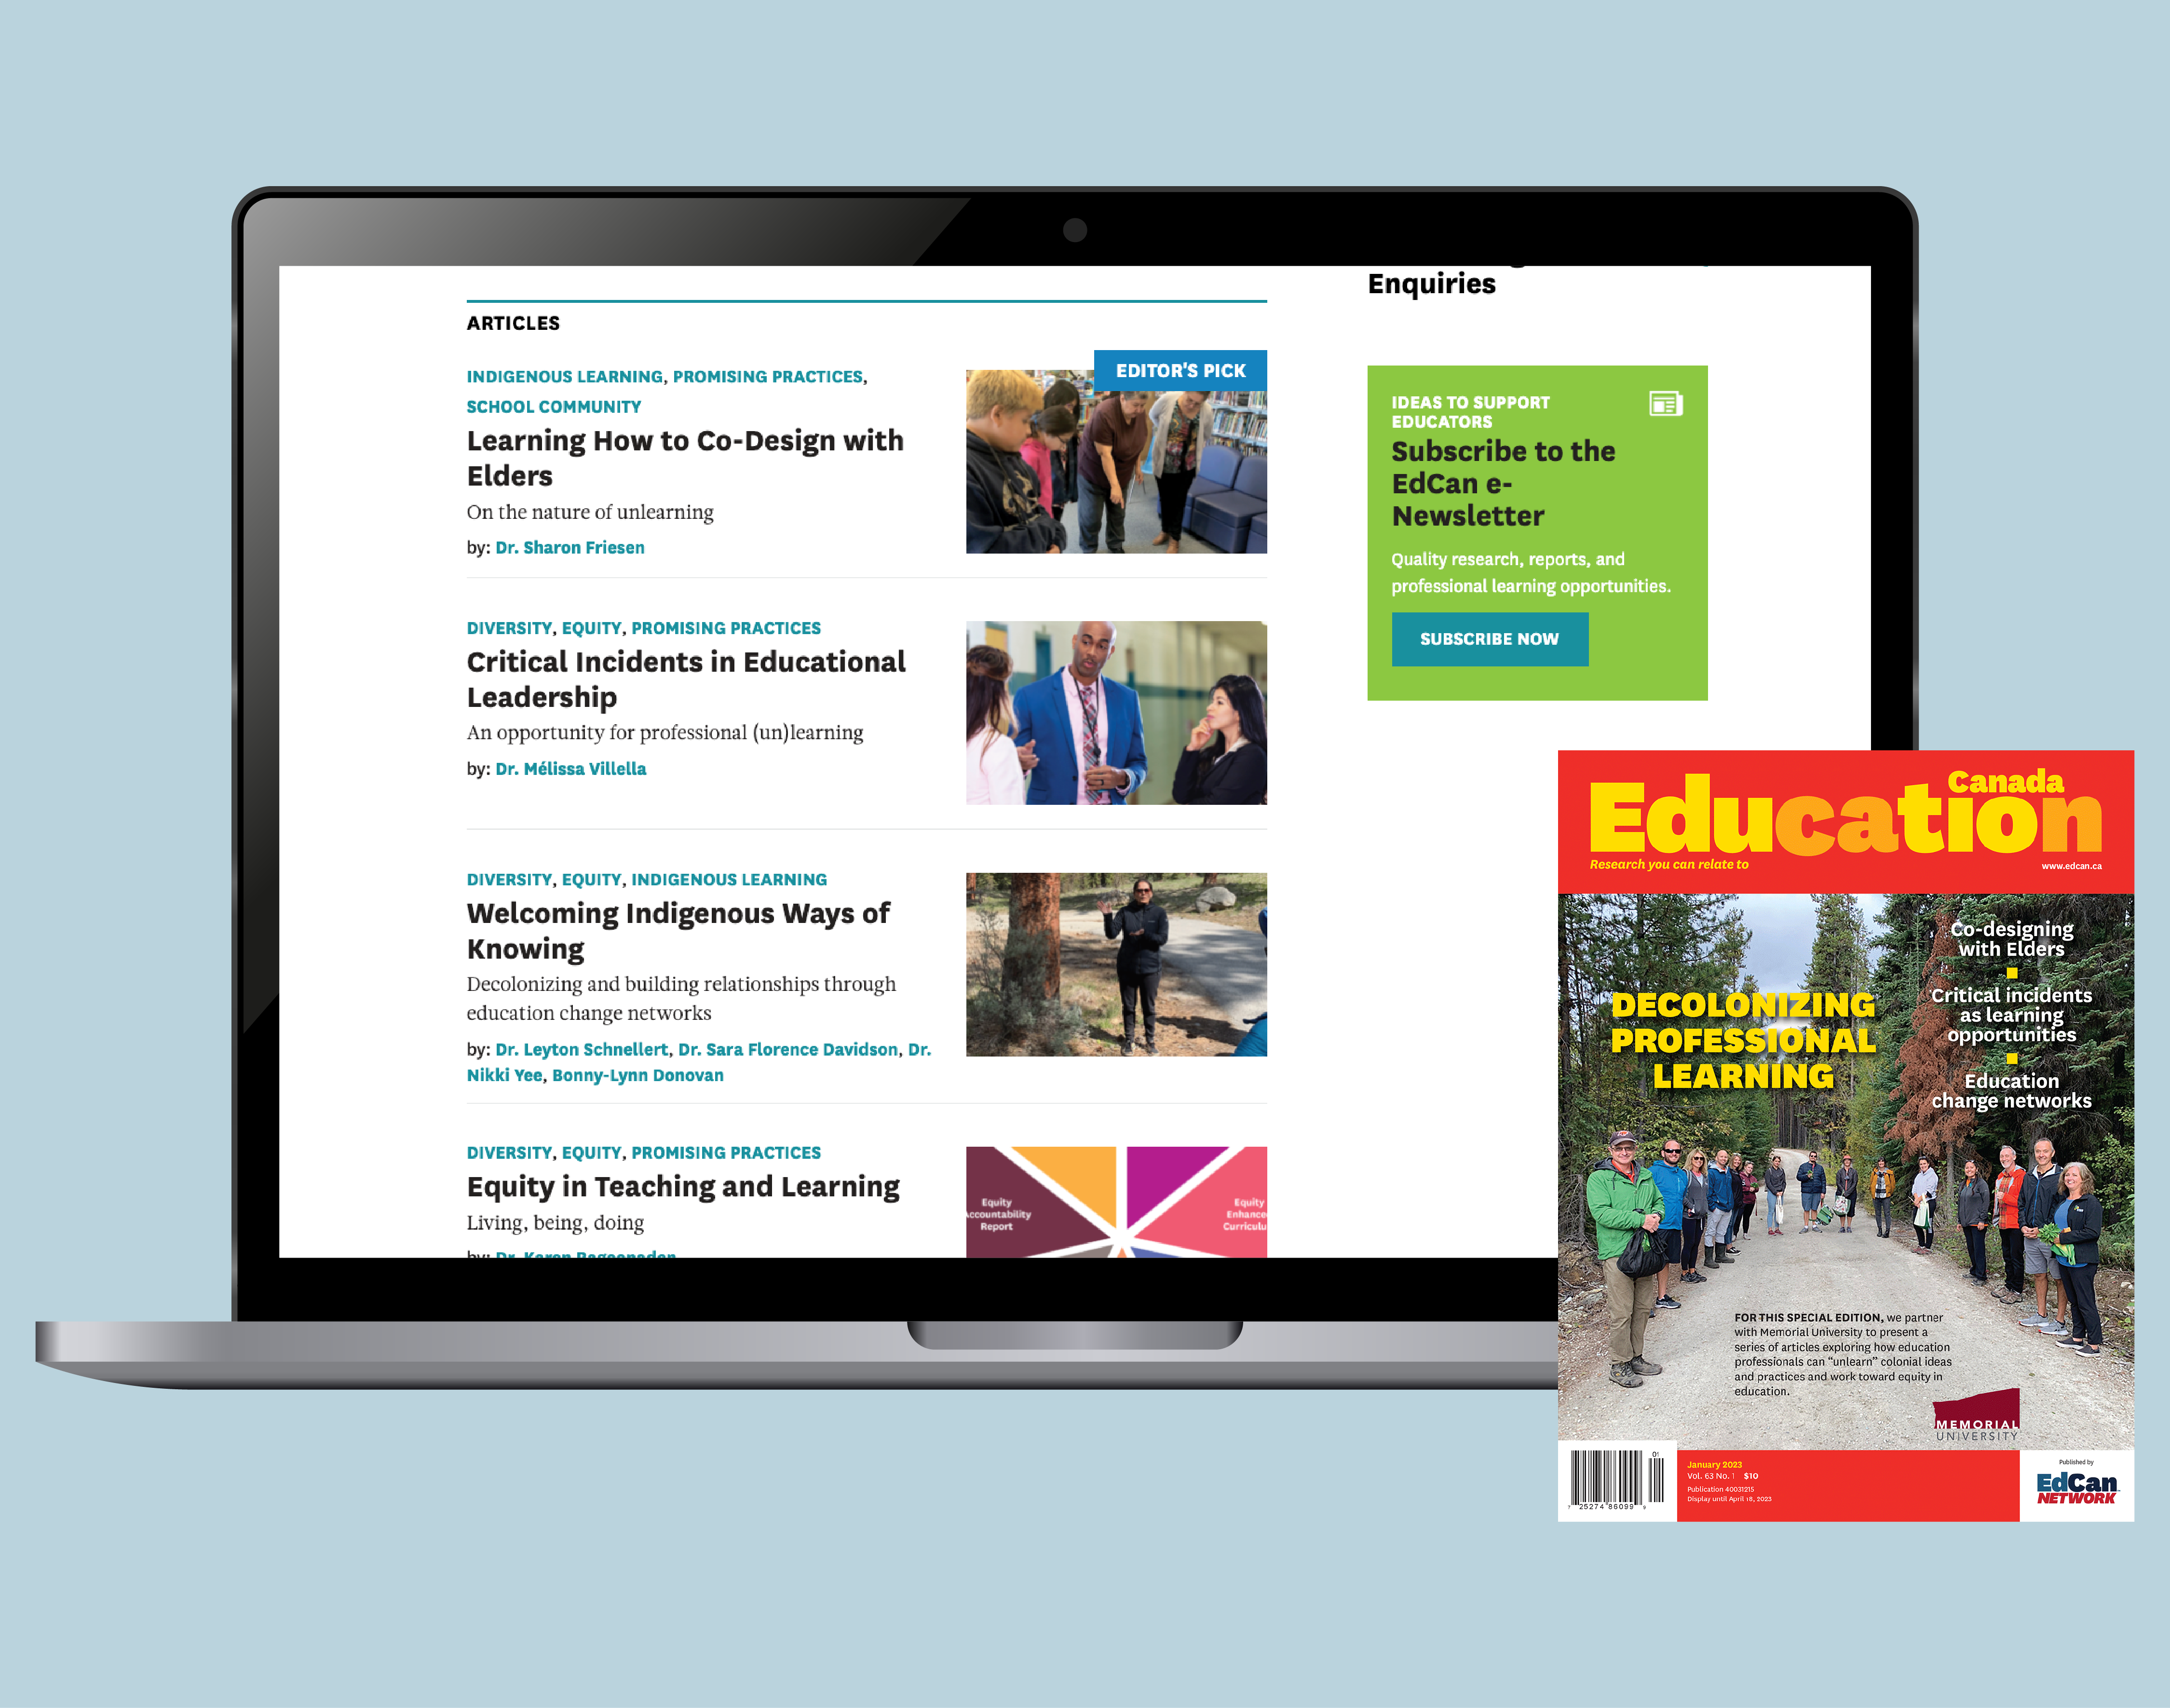 Enquiries
ARTICLES
INDIGENOUS LEARNING, PROMISING PRACTICES,
SCHOOL COMMUNITY
Learning How to Co-Design with
Elders
On the nature of unlearning
by: Dr. Sharon Friesen
EDITOR'S PICK
DIVERSITY, EQUITY, PROMISING PRACTICES
Critical Incidents in Educational
Leadership
An opportunity for professional (un)learning
by: Dr. Mélissa Villella
DIVERSITY, EQUITY, INDIGENOUS LEARNING
Welcoming Indigenous Ways of
Knowing
Decolonizing and building relationships through
education change networks
by: Dr. Leyton Schnellert, Dr. Sara Florence Davidson, Dr.
Nikki Yee, Bonny-Lynn Donovan
DIVERSITY, EQUITY, PROMISING PRACTICES
Equity in Teaching and Learning
Living, being, doing
by: Dr. Karen
Equity
Accountability
Report
Equity
IDEAS TO SUPPORT
EDUCATORS
Subscribe to the
EdCan e-
Newsletter
Quality research, reports, and
professional learning opportunities.
SUBSCRIBE NOW
Canada
Education
Research you can relate to
www.edcan.ca
DECOLONIZING
PROFESSIONAL
LEARNING
Co-designing
with Elders
Critical incidents
as learning
opportunities
Education
change networks
FOR THIS SPECIAL EDITION, we partner
with Memorial University to present a
series of articles exploring how education
professionals can “unlearn” colonial ideas
and practices and work toward equity in
education.
MEMORIAL
UNIVERSITY
01
7 25274 86099 9
January 2023
Vol. 63 No. 1 $10
Publication 40031215
Display until April 18, 2023
Published by
EdCan
NETWORK